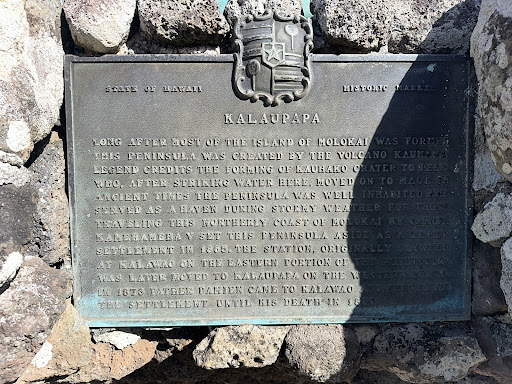 STATE OF HAWAII HISTORIC MARKER
KALAUPAPA
LONG AFTER MOST OF THE ISLAND OF MOLOKAI WAS FORMED
THIS PENINSULA WAS CREATED BY THE VOLCANO KAUHAKO
LEGEND CREDITS THE FORMING OF KAUHAKO CRATER TO
WHO, AFTER STRIKING WATER HERE, MOVED ON TO MAUI
ANCIENT TIMES THE PENINSULA WAS WELL INHABITED
SERVED AS A HAVEN DURING STORMY WEATHER
TRAVELING THIS NORTHERLY COAST OF MOLOKAI
KAMEHAMEHA V SET THIS PENINSULA ASIDE AS
SETTLEMENT IN 1865. THE STATION,
AT KALAWAO ON THE EASTERN PORTION OF
WAS LATER MOVED TO KALAUPAPA ON THE
IN 1873 FATHER DAMIEN CAME TO KALAWAO
THE SETTLEMENT UNTIL HIS DEATH IN